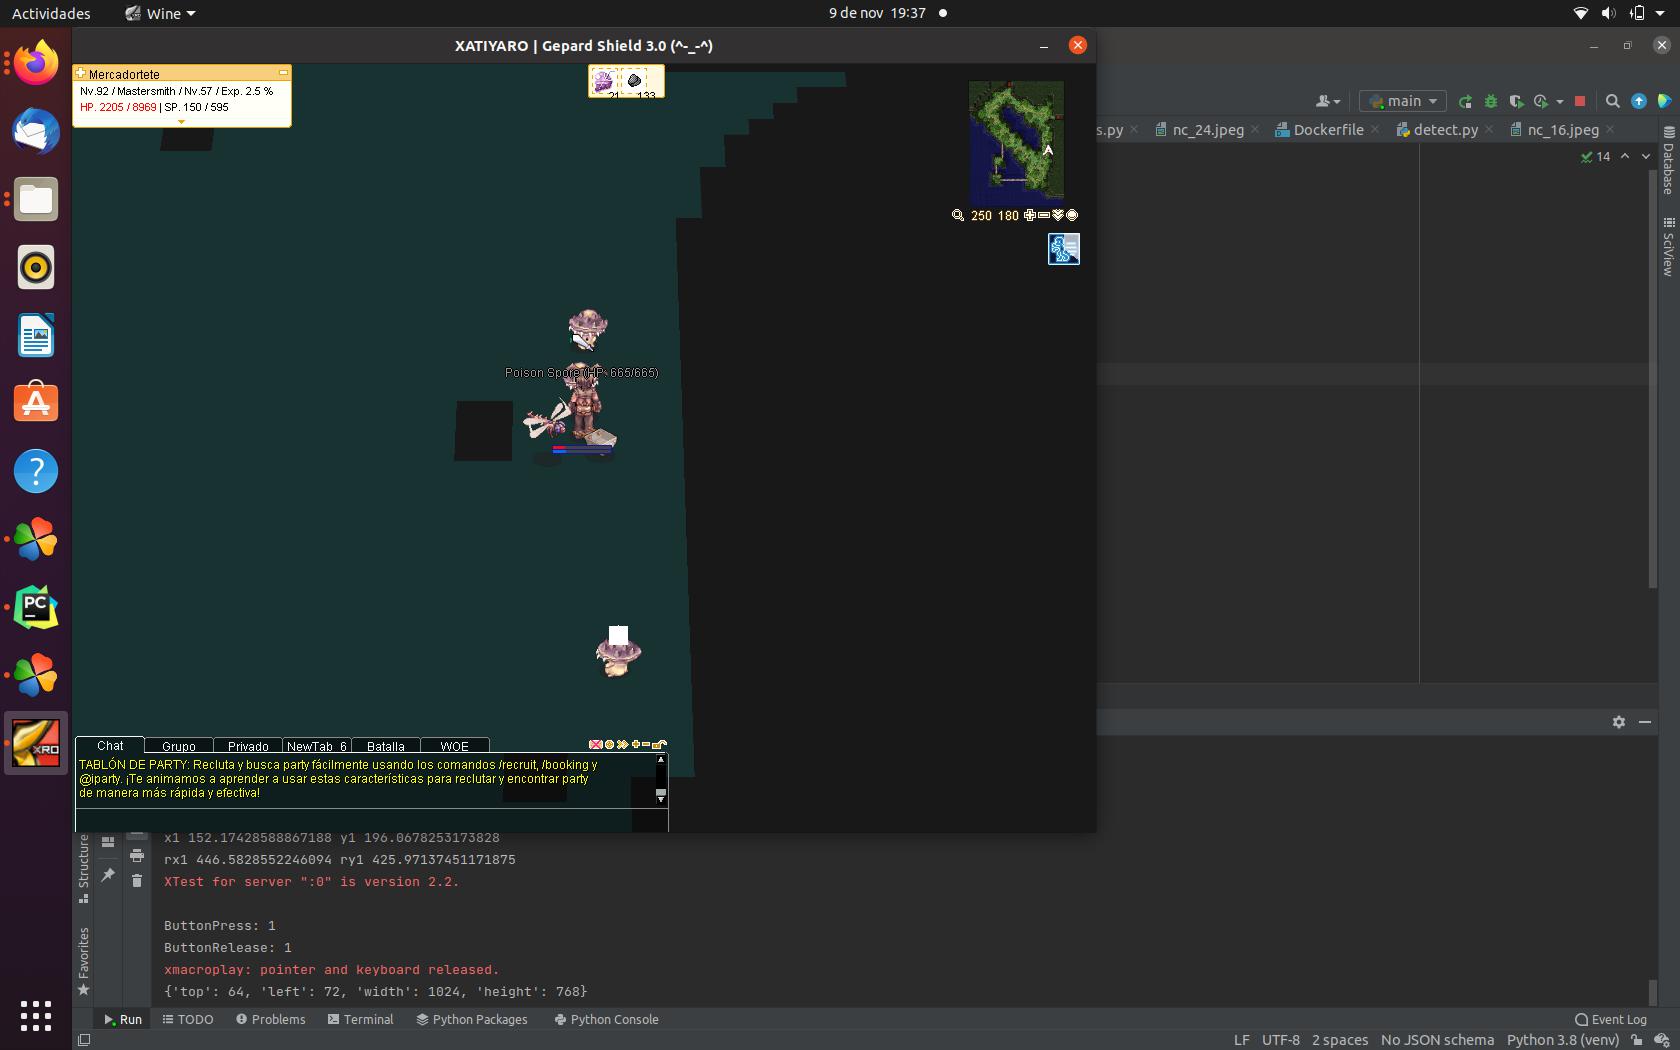 Actividades
Wine
9 de nov 19:37
XATIYARO | Gepard Shield 3.0 (^-_-^)
Mercadortete
Nv.92 / Mastersmith / Nv.57 / Exp. 2.5 %
HP. 2205 / 8969 | SP. 150 / 595
21 133
250 180
main
s.py
nc_24.jpeg
Dockerfile
detect.py
nc_16.jpeg
14
Database
SciView
Poison Spore (HP: 665/665)
PC
XRO
Chat
Grupo
Privado
NewTab 6
Batalla
WOE
TABLÓN DE PARTY: Recluta y busca party fácilmente usando los comandos /recruit, /booking y
@iparty. ¡Te animamos a aprender a usar estas características para reclutar y encontrar party
de manera más rápida y efectiva!
Structure
Favorites
x1 152.17428588867188 y1 196.0678253173828
rx1 446.5828552246094 ry1 425.97137451171875
XTest for server ":0" is version 2.2.
ButtonPress: 1
ButtonRelease: 1
xmacroplay: pointer and keyboard released.
{'top': 64, 'left': 72, 'width': 1024, 'height': 768}
Run
TODO
Problems
Terminal
Python Packages
Python Console
Event Log
LF UTF-8 2 spaces No JSON schema Python 3.8 (venv)